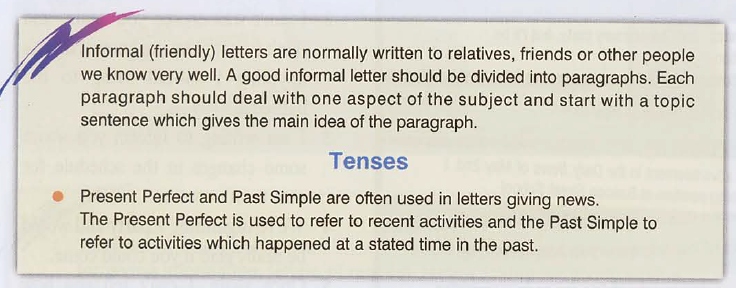 Informal (friendly) letters are normally written to relatives, friends or other people
we know very well. A good informal letter should be divided into paragraphs. Each
paragraph should deal with one aspect of the subject and start with a topic
sentence which gives the main idea of the paragraph.
Tenses
Present Perfect and Past Simple are often used in letters giving news.
The Present Perfect is used to refer to recent activities and the Past Simple to
refer to activities which happened at a stated time in the past.